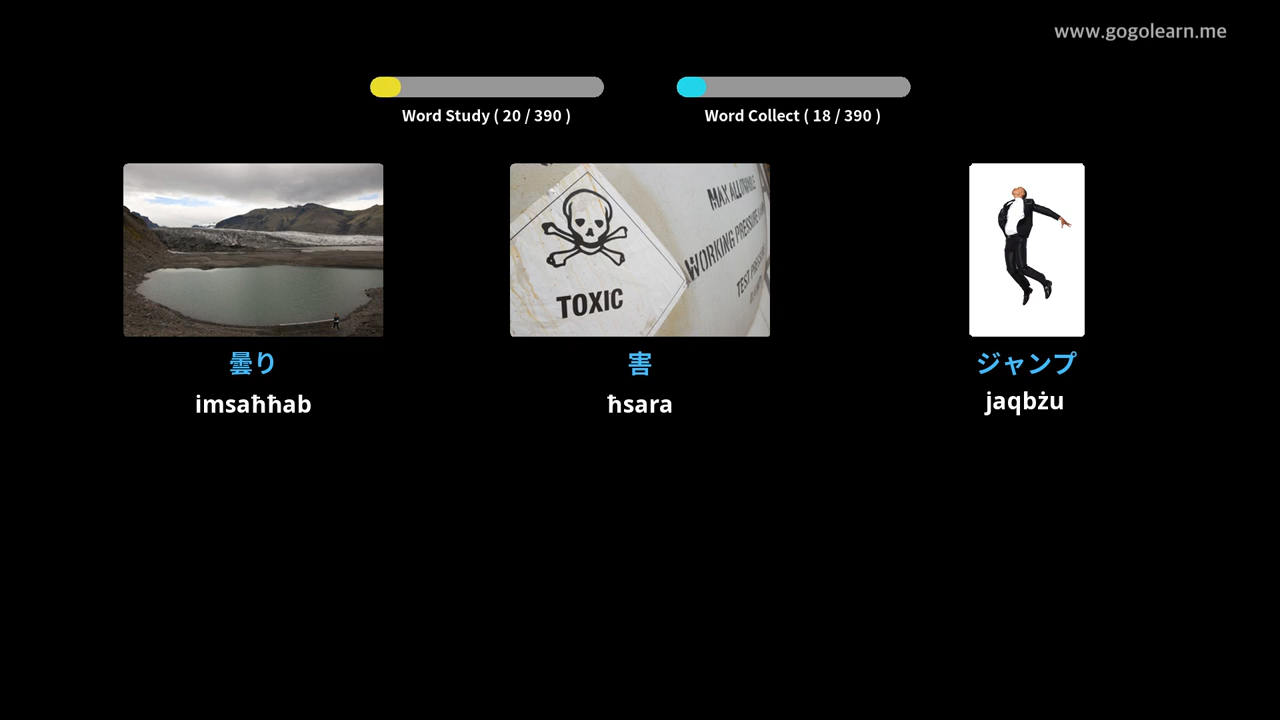 www.gogolearn.me
Word Study ( 20 / 390 )
Word Collect ( 18 / 390 )
TOXIC
MAX
WORKING PRESSURE
TEST
曇り
害
ジャンプ
imsaħħab
ħsara
jaqbżu